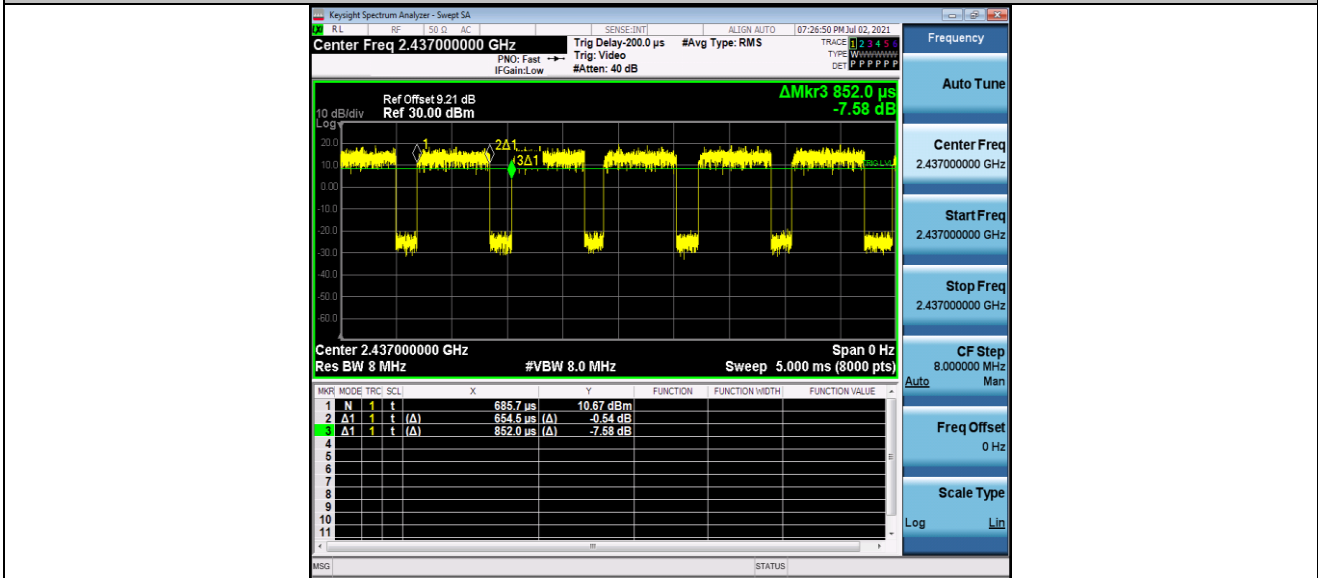 Keysight Spectrum Analyzer - Swept SA
RL RF 50 Ω AC SENSE:INT ALIGN AUTO 07:26:50 PM Jul 02, 2021
Center Freq 2.437000000 GHz
PNO: Fast
IFGain:Low
Trig Delay-200.0 µs
Trig: Video
#Atten: 40 dB
#Avg Type: RMS
TRACE 1 2 3 4 5 6
TYPE WWWWWW
DET P P P P P P
Ref Offset 9.21 dB
Ref 30.00 dBm
10 dB/div
Log
ΔMkr3 852.0 µs
-7.58 dB
20.0
10.0
0.00
-10.0
-20.0
-30.0
-40.0
-50.0
-60.0
1
2Δ1
3Δ1
TRIG LVL
Center 2.437000000 GHz Span 0 Hz
Res BW 8 MHz #VBW 8.0 MHz Sweep 5.000 ms (8000 pts)
MKR MODE TRC SCL X Y FUNCTION FUNCTION WIDTH FUNCTION VALUE
1 N 1 t 685.7 µs 10.67 dBm
2 Δ1 1 t (Δ) 654.5 µs (Δ) -0.54 dB
3 Δ1 1 t (Δ) 852.0 µs (Δ) -7.58 dB
4
5
6
7
8
9
10
11
MSG STATUS
Frequency
Auto Tune
Center Freq
2.437000000 GHz
Start Freq
2.437000000 GHz
Stop Freq
2.437000000 GHz
CF Step
8.000000 MHz
Auto Man
Freq Offset
0 Hz
Scale Type
Log Lin